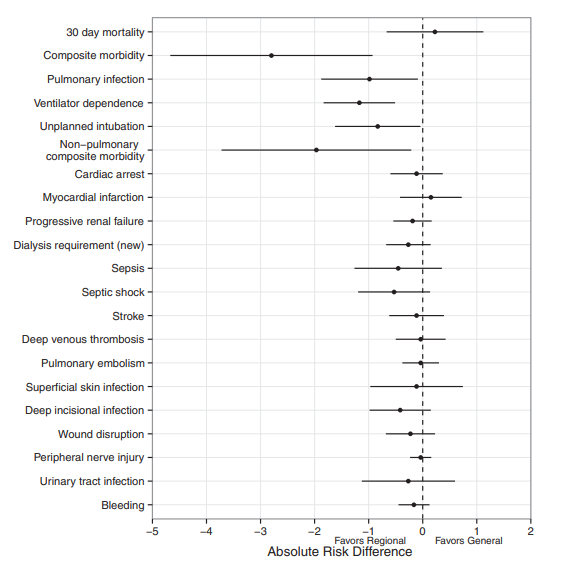 30 day mortality
Composite morbidity
Pulmonary infection
Ventilator dependence
Unplanned intubation
Non−pulmonary
composite morbidity
Cardiac arrest
Myocardial infarction
Progressive renal failure
Dialysis requirement (new)
Sepsis
Septic shock
Stroke
Deep venous thrombosis
Pulmonary embolism
Superficial skin infection
Deep incisional infection
Wound disruption
Peripheral nerve injury
Urinary tract infection
Bleeding
−5 −4 −3 −2 −1 0 1 2
Favors Regional Favors General
Absolute Risk Difference